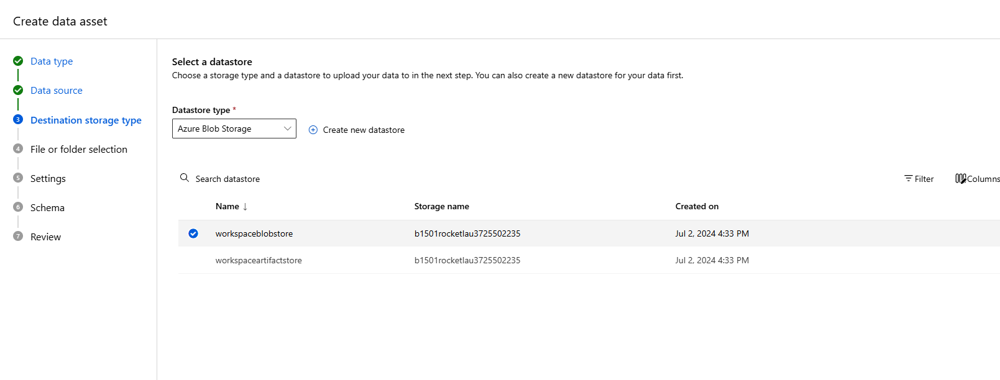 Create data asset
Data type
Data source
3 Destination storage type
4 File or folder selection
5 Settings
6 Schema
7 Review
Select a datastore
Choose a storage type and a datastore to upload your data to in the next step. You can also create a new datastore for your data first.
Datastore type *
Azure Blob Storage
Create new datastore
Search datastore
Filter
Columns
Name ↓ Storage name Created on
workspaceblobstore b1501rocketlau3725502235 Jul 2, 2024 4:33 PM
workspaceartifactstore b1501rocketlau3725502235 Jul 2, 2024 4:33 PM